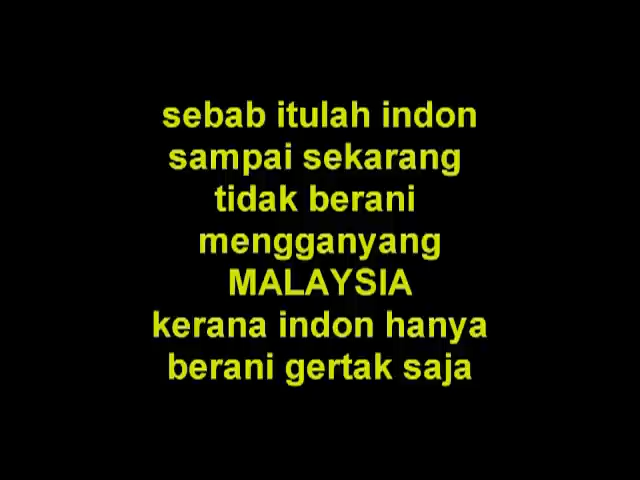 sebab itulah indon
sampai sekarang
tidak berani
mengganyang
MALAYSIA
kerana indon hanya
berani gertak saja